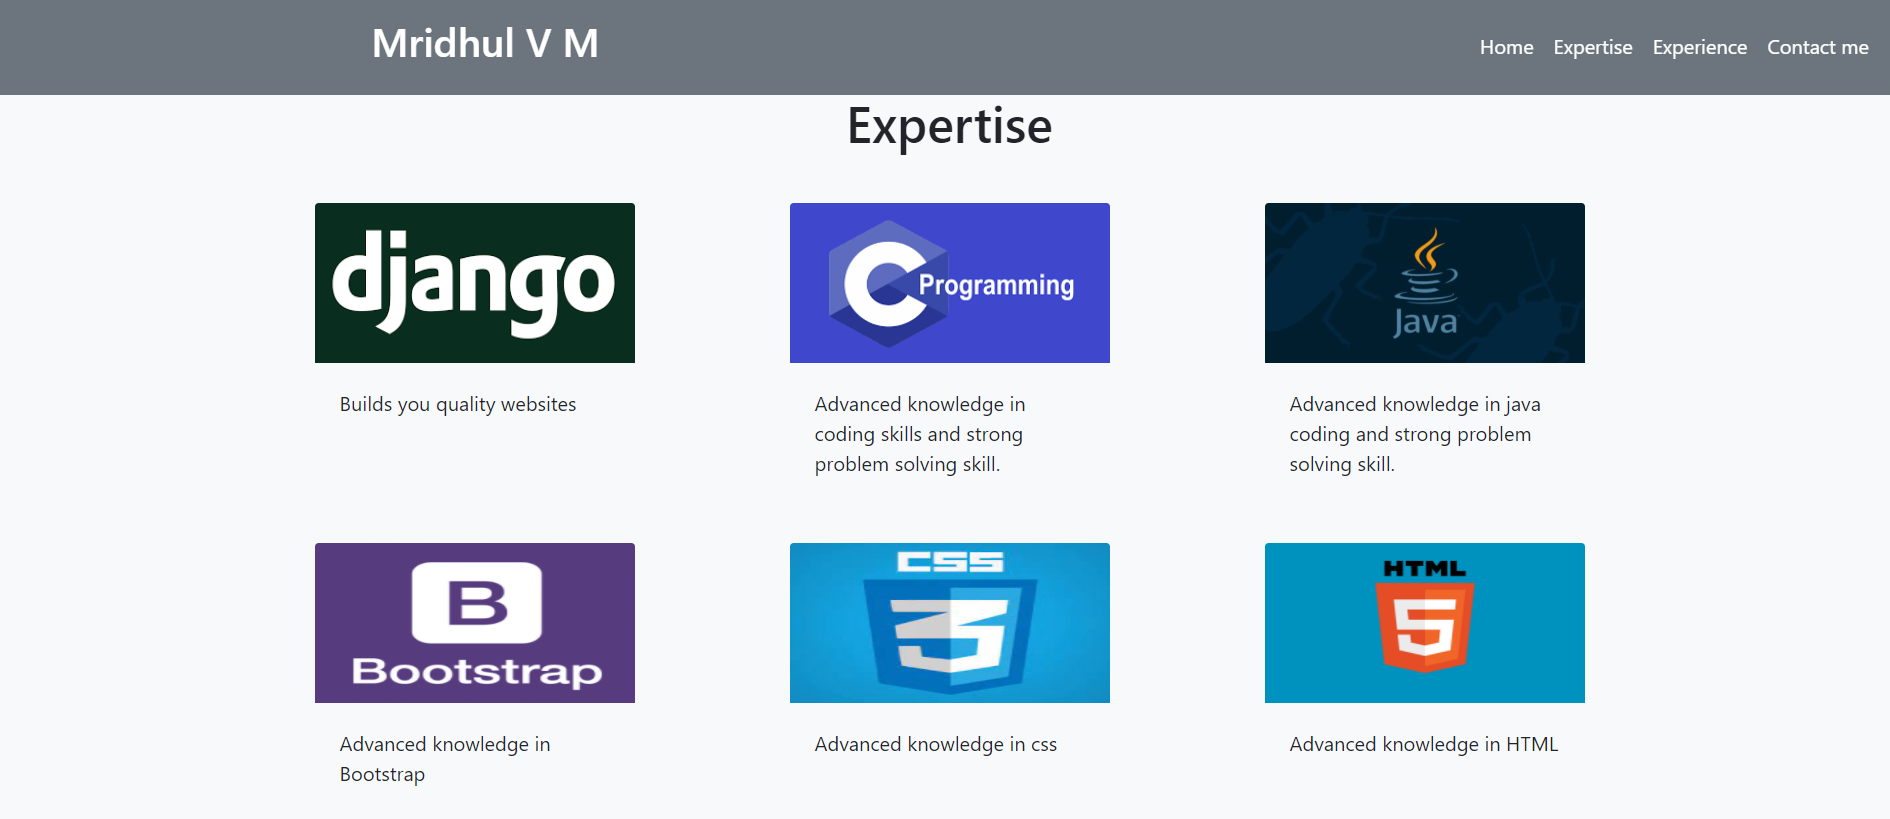 Mridhul V M
Home Expertise Experience Contact me
Expertise
django
C Programming
Java
Builds you quality websites
Advanced knowledge in
coding skills and strong
problem solving skill.
Advanced knowledge in java
coding and strong problem
solving skill.
B
Bootstrap
CSS
3
HTML
5
Advanced knowledge in
Bootstrap
Advanced knowledge in css
Advanced knowledge in HTML